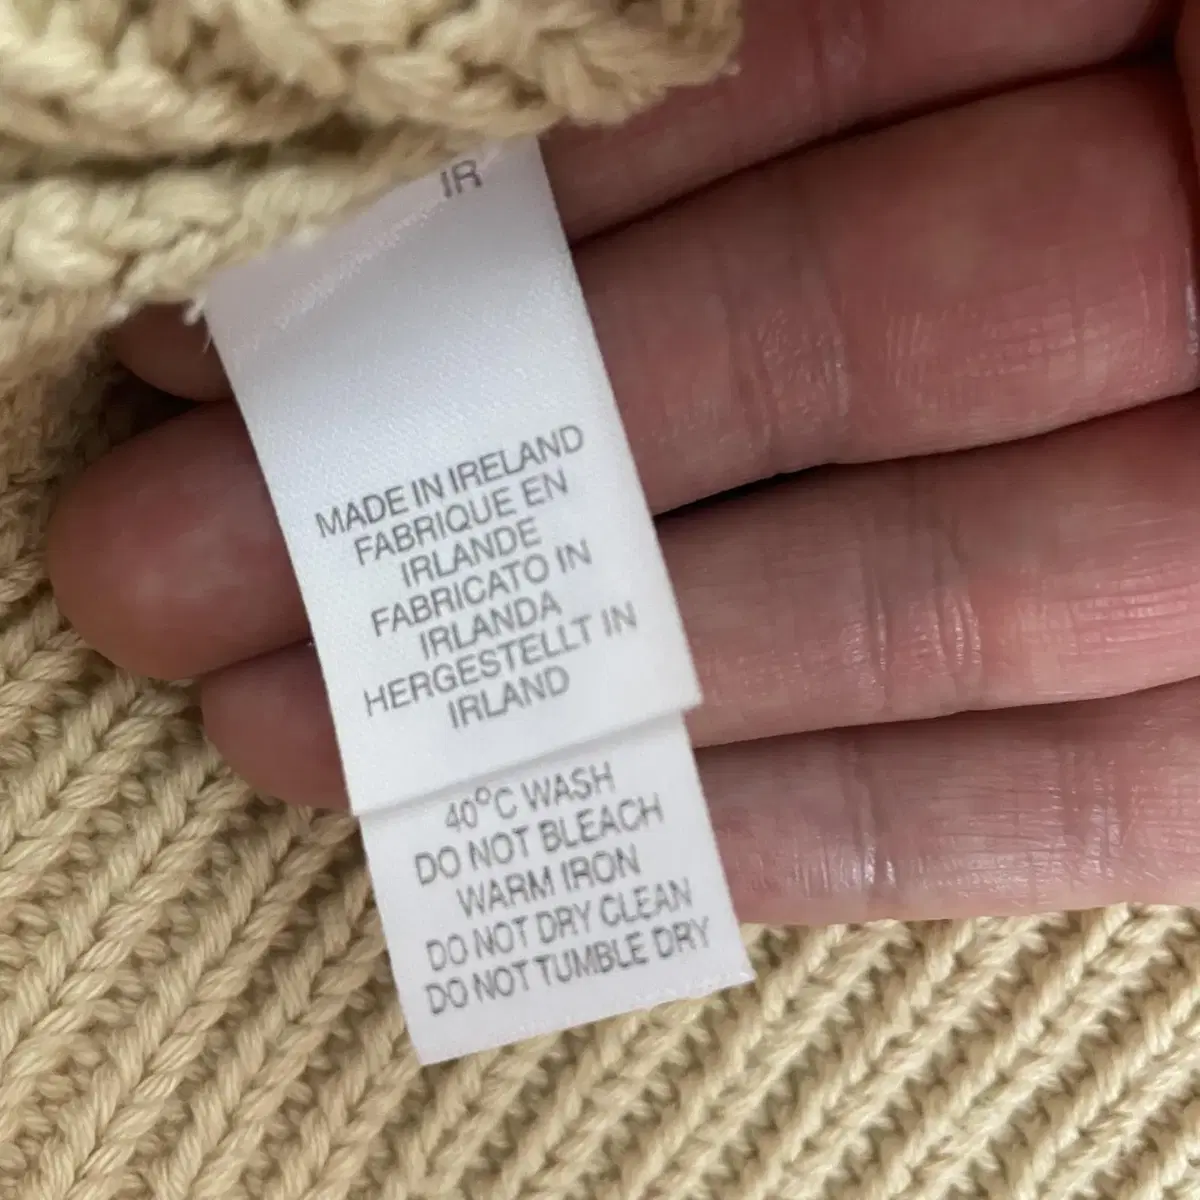 IR
MADE IN IRELAND
FABRIQUE EN
IRLANDE
FABRICATO IN
IRLANDA
HERGESTELLT IN
IRLAND
40°C WASH
DO NOT BLEACH
WARM IRON
DO NOT DRY CLEAN
DO NOT TUMBLE DRY